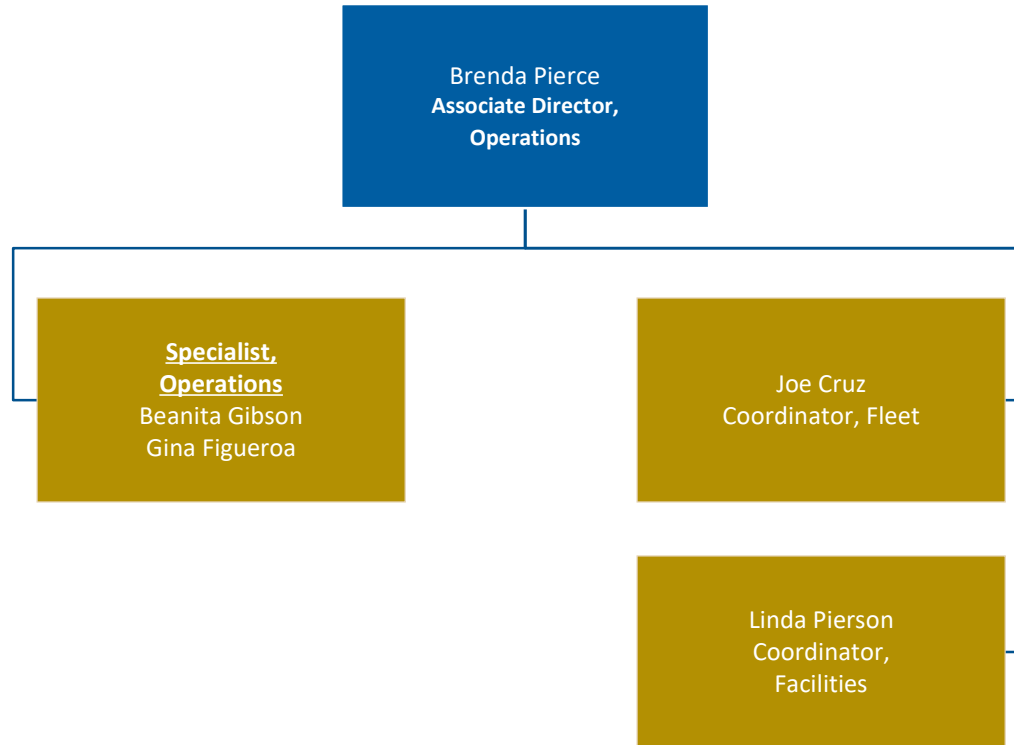 Brenda Pierce
Associate Director,
Operations
Specialist,
Operations
Beanita Gibson
Gina Figueroa
Joe Cruz
Coordinator, Fleet
Linda Pierson
Coordinator,
Facilities